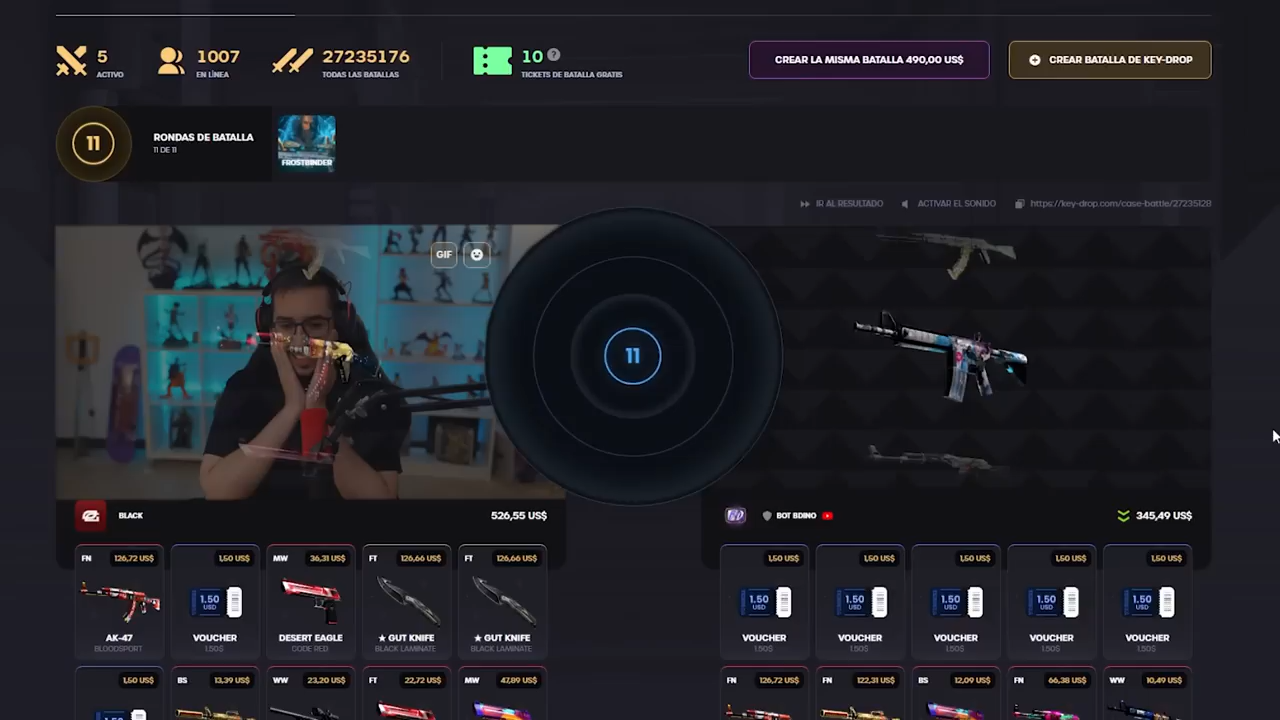 5
ACTIVO
1007
EN LÍNEA
27235176
TODAS LAS BATALLAS
10 ?
TICKETS DE BATALLA GRATIS
CREAR LA MISMA BATALLA 490,00 US$
CREAR BATALLA DE KEY-DROP
11
RONDAS DE BATALLA
11 DE 11
FROSTBINDER
IR AL RESULTADO
ACTIVAR EL SONIDO
https://key-drop.com/case-battle/27235128
GIF
11
BLACK
526,55 US$
BOT BDINO
345,49 US$
FN 126,72 US$
1,50 US$
MW 36,31 US$
FT 126,66 US$
FT 126,66 US$
1,50 US$
1,50 US$
1,50 US$
1,50 US$
1,50 US$
1.50 USD
1.50 USD
1.50 USD
1.50 USD
1.50 USD
1.50 USD
AK-47
VOUCHER
DESERT EAGLE
★ GUT KNIFE
★ GUT KNIFE
VOUCHER
VOUCHER
VOUCHER
VOUCHER
VOUCHER
BLOODSPORT
1.50$
CODE RED
BLACK LAMINATE
BLACK LAMINATE
1.50$
1.50$
1.50$
1.50$
1.50$
1,50 US$
BS 13,39 US$
WW 23,20 US$
FT 22,72 US$
MW 47,89 US$
FN 126,72 US$
FN 122,31 US$
BS 12,09 US$
FN 66,38 US$
WW 10,49 US$